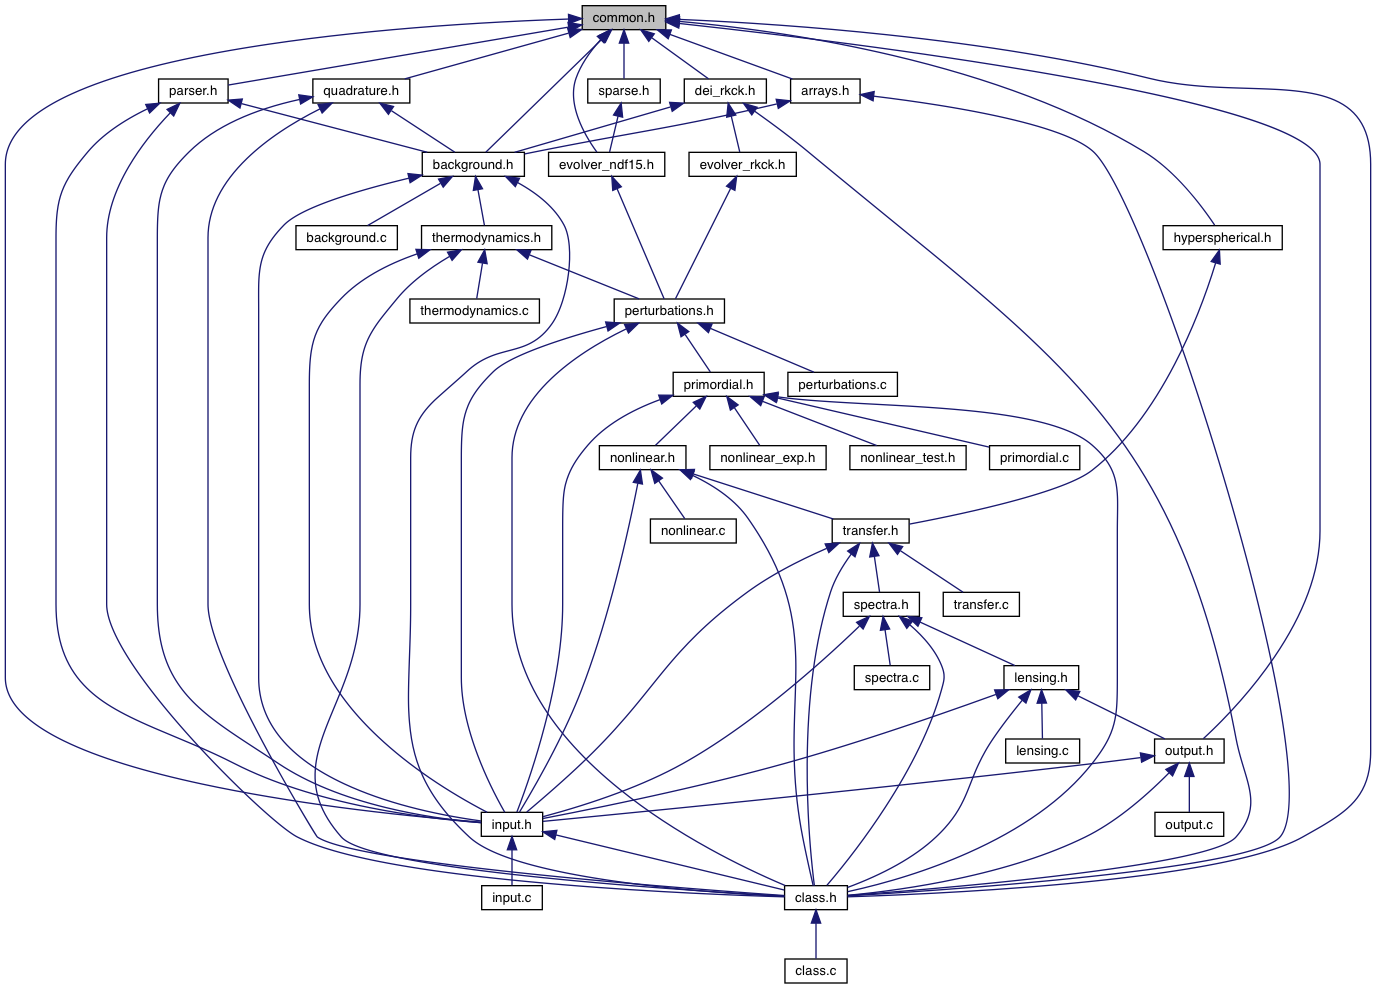 common.h
parser.h
quadrature.h
sparse.h
dei_rkck.h
arrays.h
background.h
evolver_ndf15.h
evolver_rkck.h
background.c
thermodynamics.h
hyperspherical.h
thermodynamics.c
perturbations.h
primordial.h
perturbations.c
nonlinear.h
nonlinear_exp.h
nonlinear_test.h
primordial.c
nonlinear.c
transfer.h
spectra.h
transfer.c
spectra.c
lensing.h
lensing.c
output.h
input.h
output.c
input.c
class.h
class.c